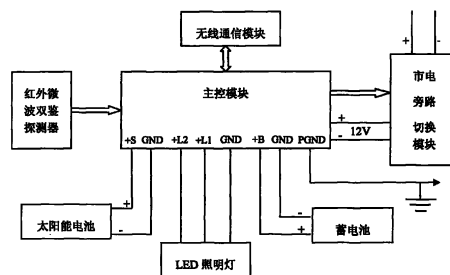 无线通信模块
+ -
红外微
波双鉴
探测器
主控模块
市电
旁路
切换
模块
+
12V
-
+S GND +L2 +L1 GND +B GND PGND
+
-
太阳能电池
-
+
蓄电池
LED 照明灯